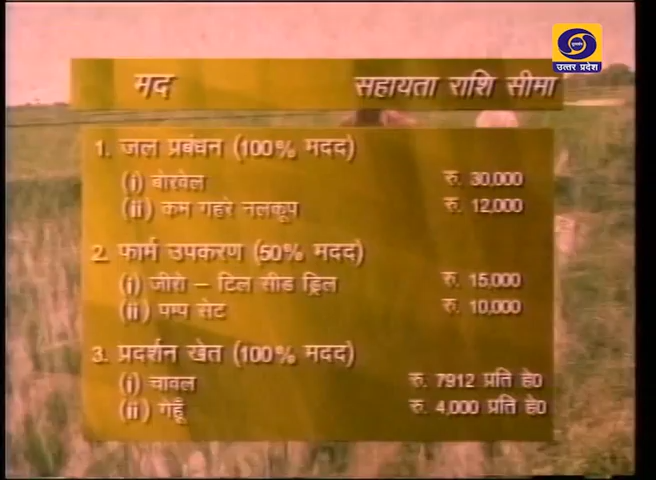 उत्तर प्रदेश
मद सहायता राशि सीमा
1. जल प्रबंधन (100% मदद)
(i) बोरवेल रु. 30,000
(ii) कम गहरे नलकूप रु. 12,000
2. फार्म उपकरण (50% मदद)
(i) जीरो – टिल सीड ड्रिल रु. 15,000
(ii) पम्प सेट रु. 10,000
3. प्रदर्शन खेत (100% मदद)
(i) चावल रु. 7912 प्रति हे0
(ii) गेहूँ रु. 4,000 प्रति हे0